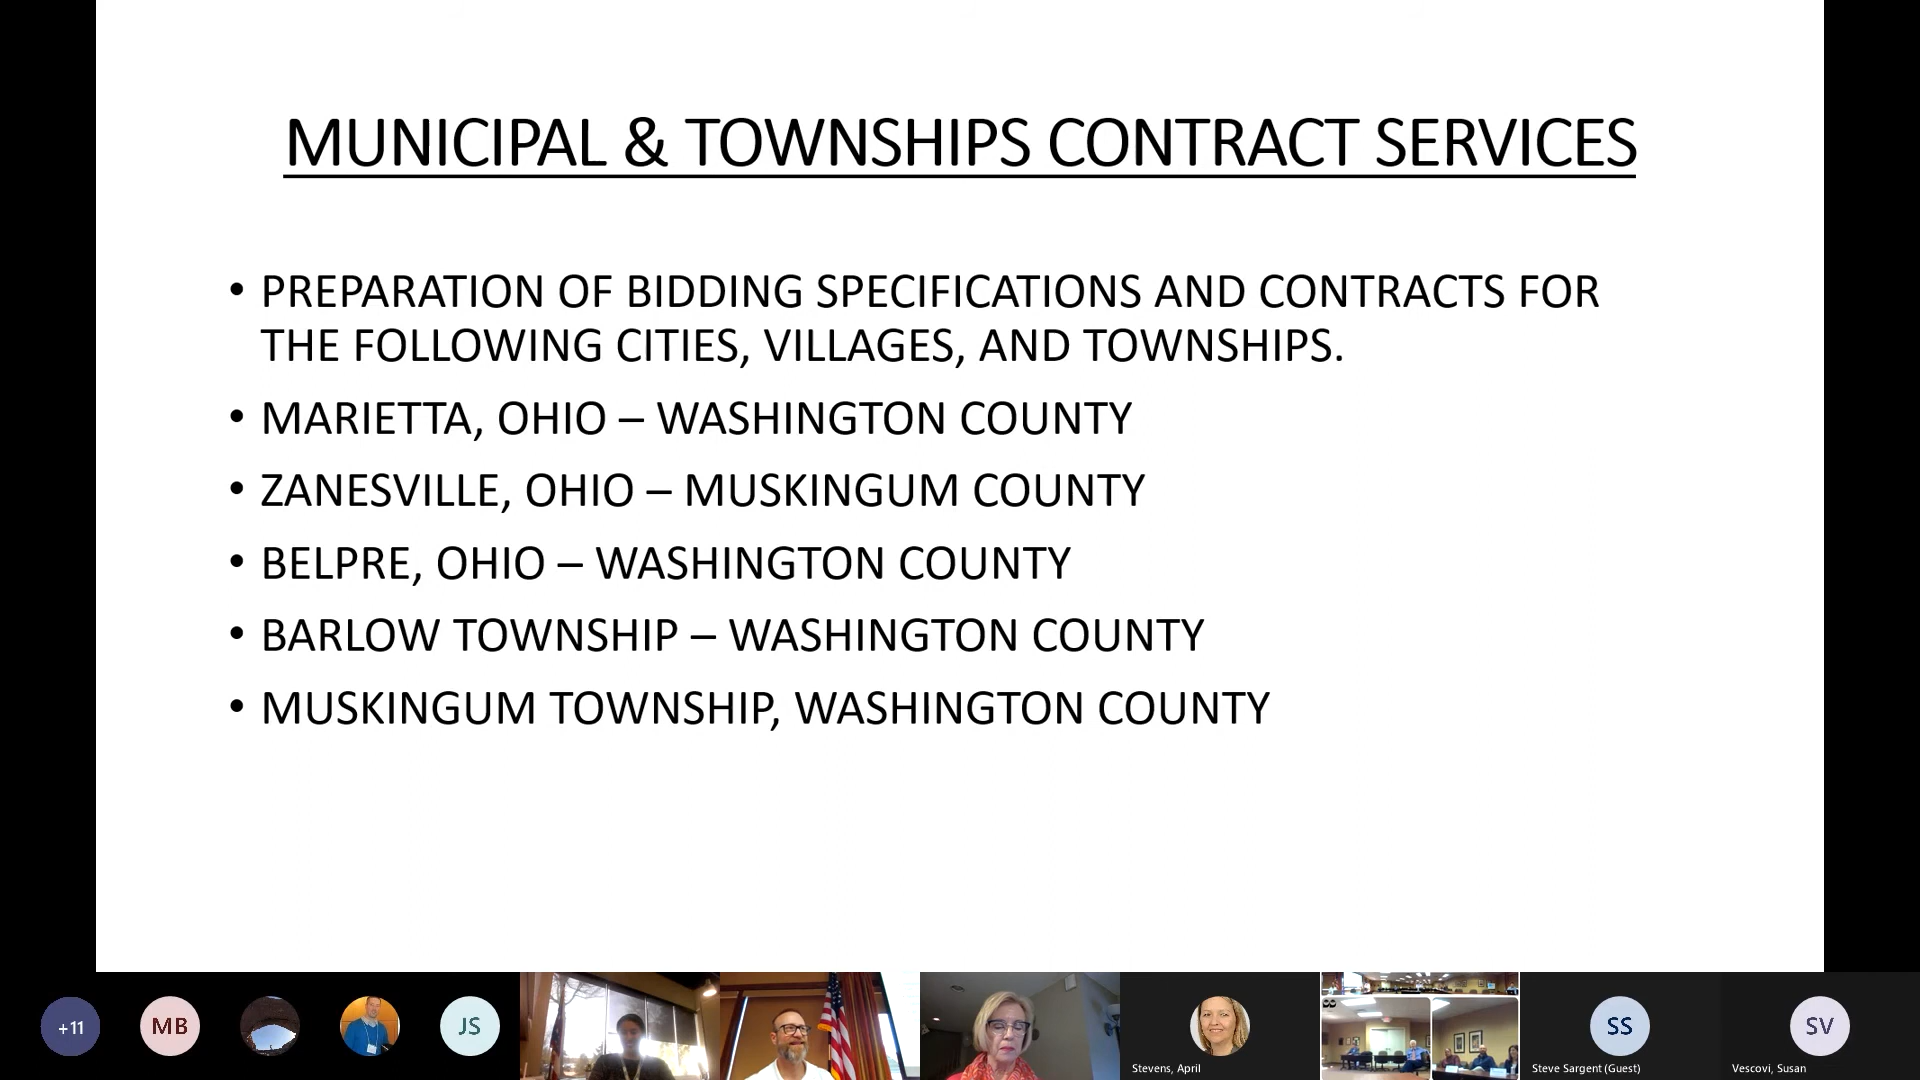 MUNICIPAL & TOWNSHIPS CONTRACT SERVICES
• PREPARATION OF BIDDING SPECIFICATIONS AND CONTRACTS FOR
THE FOLLOWING CITIES, VILLAGES, AND TOWNSHIPS.
• MARIETTA, OHIO – WASHINGTON COUNTY
• ZANESVILLE, OHIO – MUSKINGUM COUNTY
• BELPRE, OHIO – WASHINGTON COUNTY
• BARLOW TOWNSHIP – WASHINGTON COUNTY
• MUSKINGUM TOWNSHIP, WASHINGTON COUNTY
+11
MB
JS
Stevens, April
SS
Steve Sargent (Guest)
SV
Vescovi, Susan